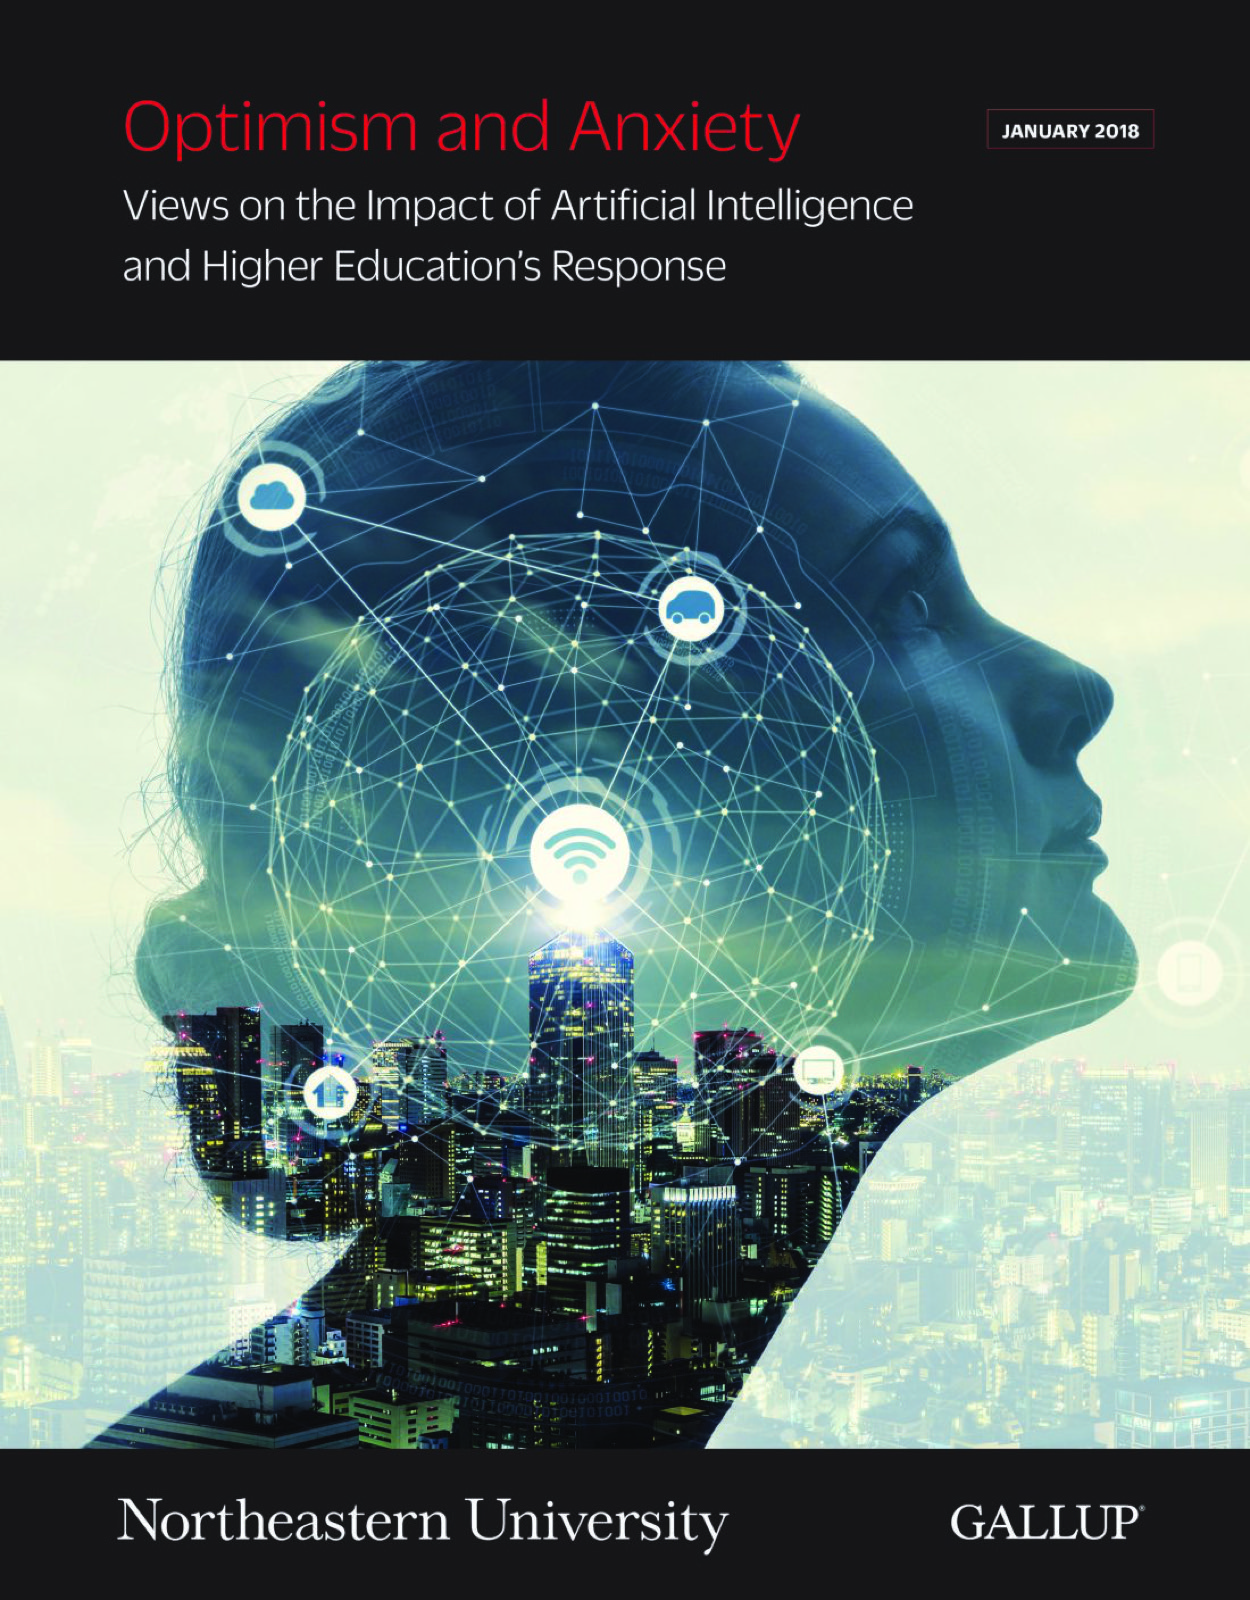 Optimism and Anxiety
JANUARY 2018
Views on the Impact of Artificial Intelligence
and Higher Education's Response
Northeastern University
GALLUP®